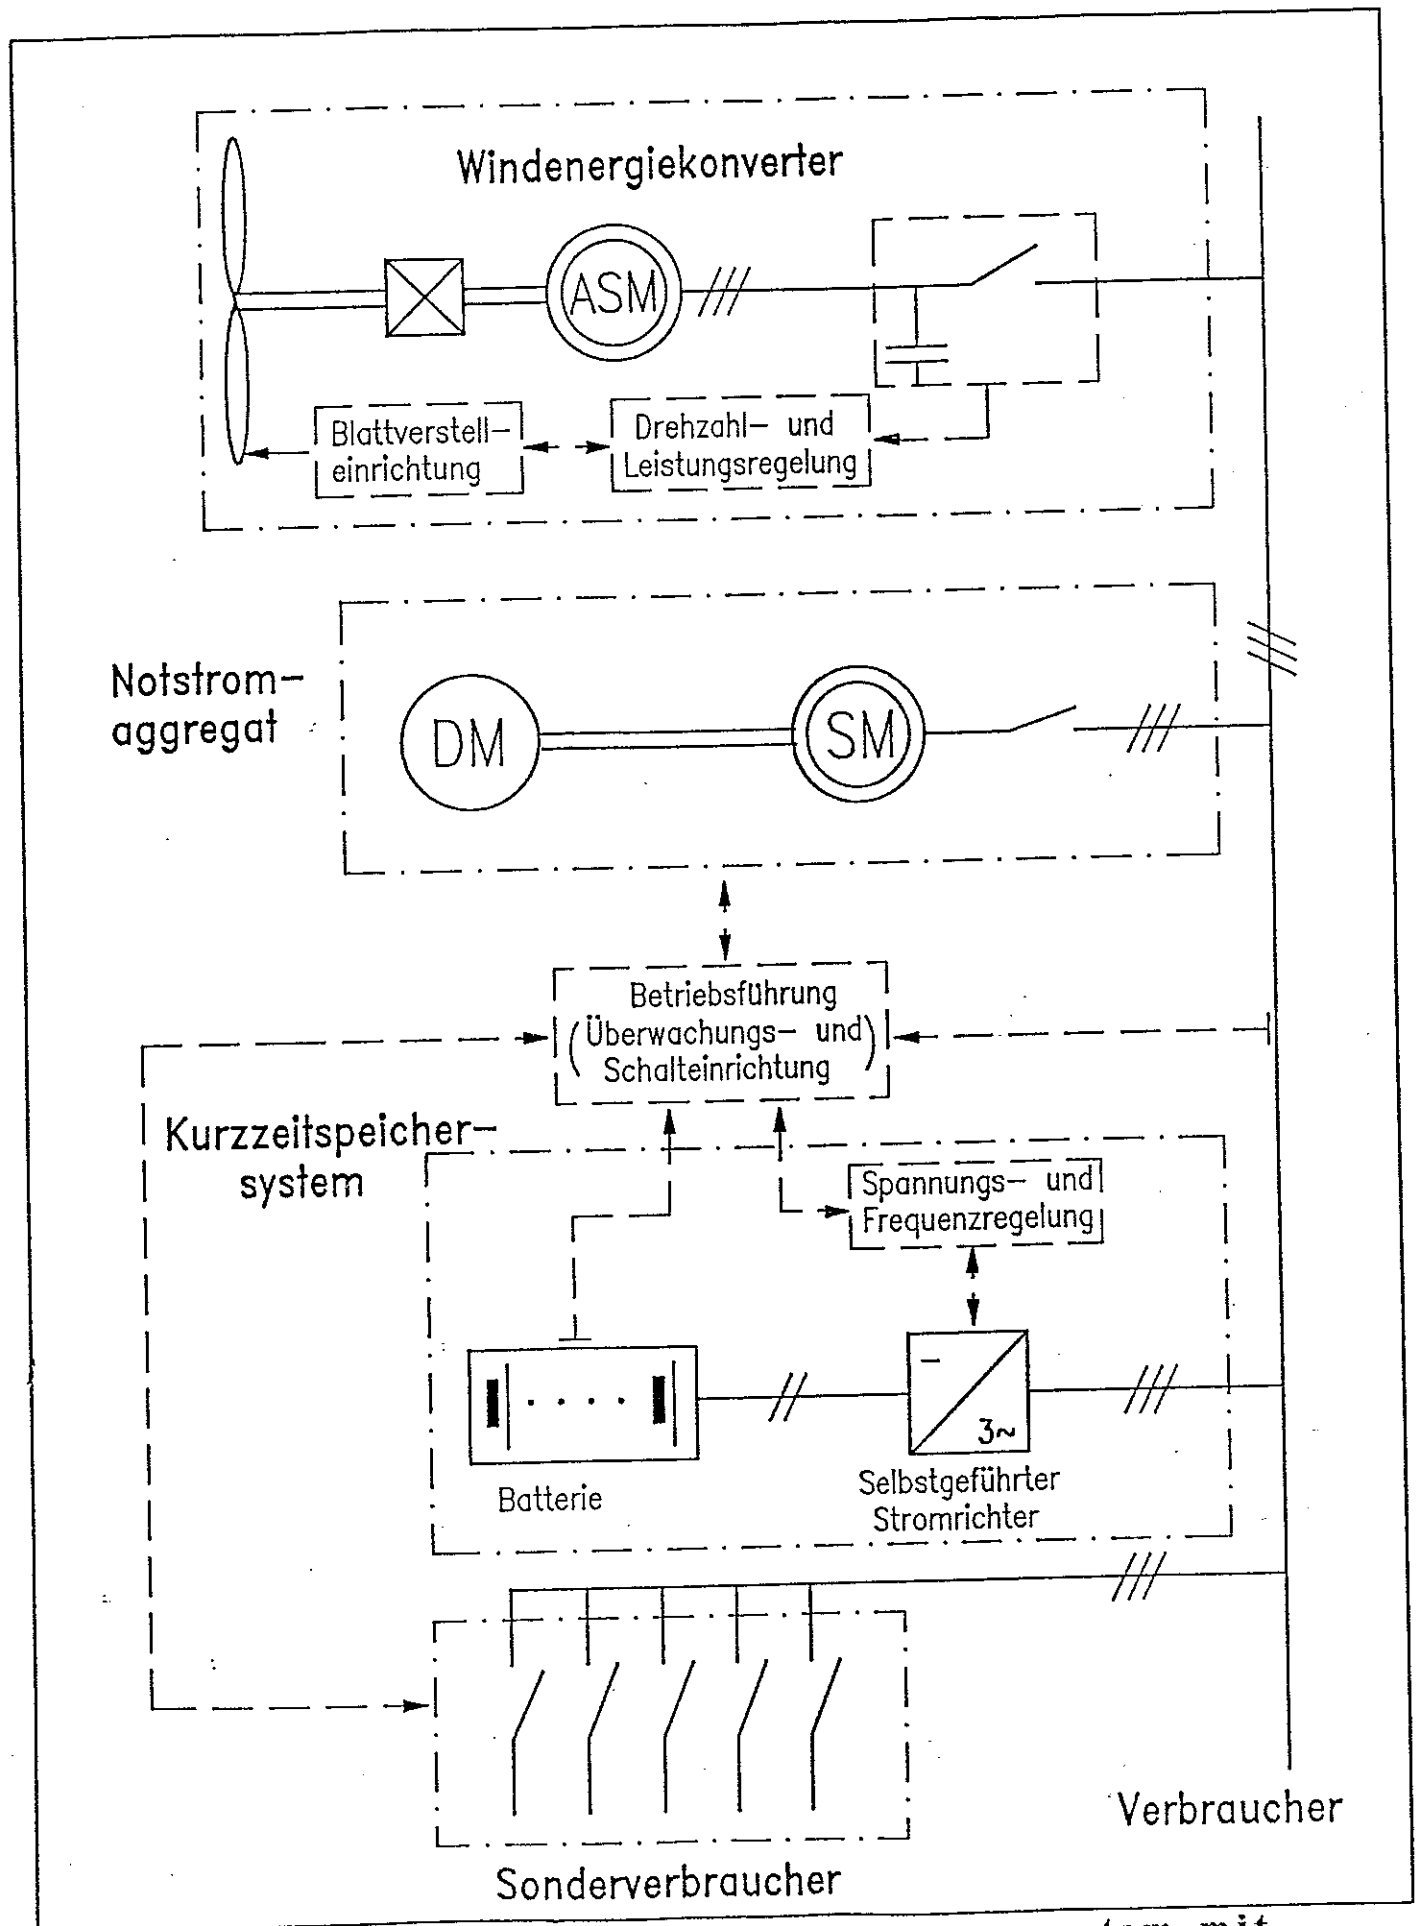 Windenergiekonverter
ASM
Blattverstell-
einrichtung
Drehzahl- und
Leistungsregelung
Notstrom-
aggregat
DM
SM
Betriebsführung
(Überwachungs- und
Schalteinrichtung)
Kurzzeitspeicher-
system
Spannungs- und
Frequenzregelung
-
3~
Batterie
Selbstgeführter
Stromrichter
Verbraucher
Sonderverbraucher
mit